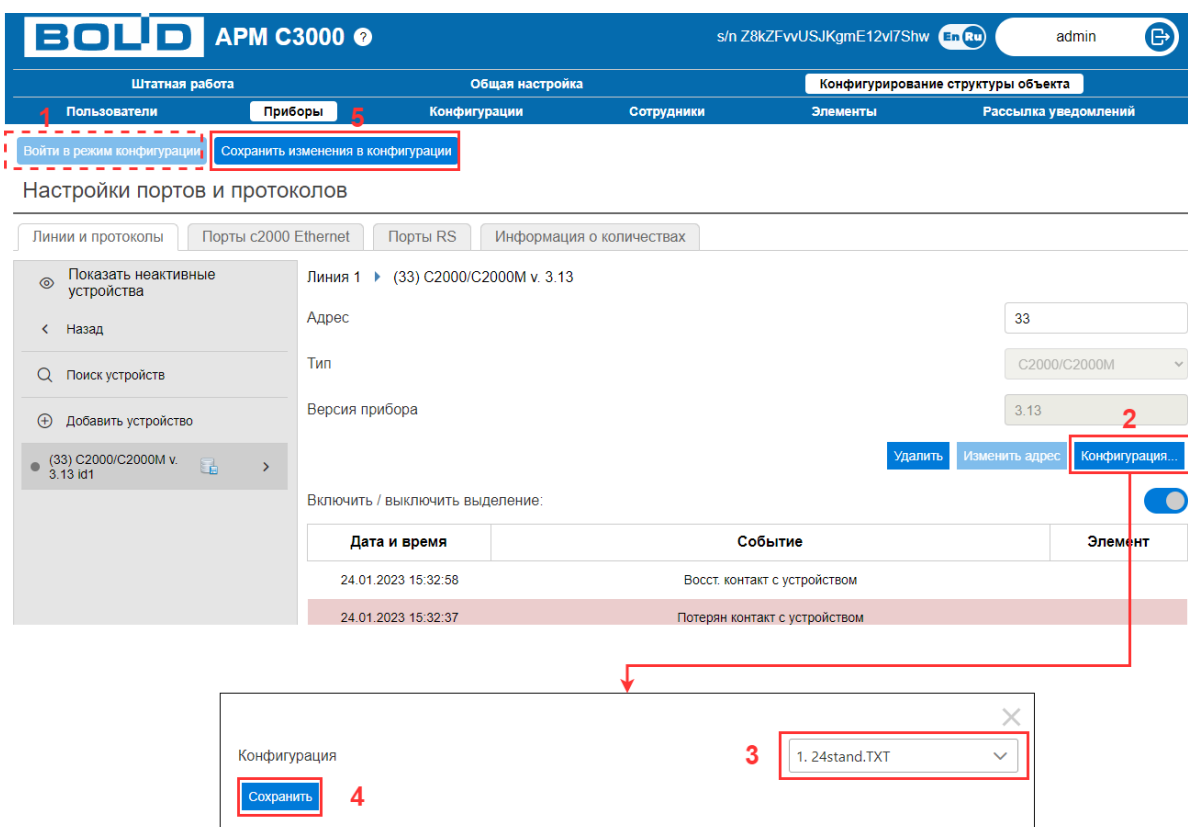 BOLID АРМ С3000 ? s/n Z8kZFvvUSJKgmE12vl7Shw En Ru admin
Штатная работа Общая настройка Конфигурирование структуры объекта
1 Пользователи Приборы 5 Конфигурации Сотрудники Элементы Рассылка уведомлений
Войти в режим конфигурации Сохранить изменения в конфигурации
Настройки портов и протоколов
Линии и протоколы Порты с2000 Ethernet Порты RS Информация о количествах
Показать неактивные
устройства
Линия 1 (33) С2000/С2000М v. 3.13
Назад
Адрес 33
Поиск устройств
Тип С2000/С2000М
Добавить устройство
Версия прибора 3.13
2
(33) С2000/С2000М v.
3.13 id1
Удалить Изменить адрес Конфигурация...
Включить / выключить выделение:
Дата и время Событие Элемент
24.01.2023 15:32:58 Восст. контакт с устройством
24.01.2023 15:32:37 Потерян контакт с устройством
Конфигурация 3 1. 24stand.TXT
Сохранить 4